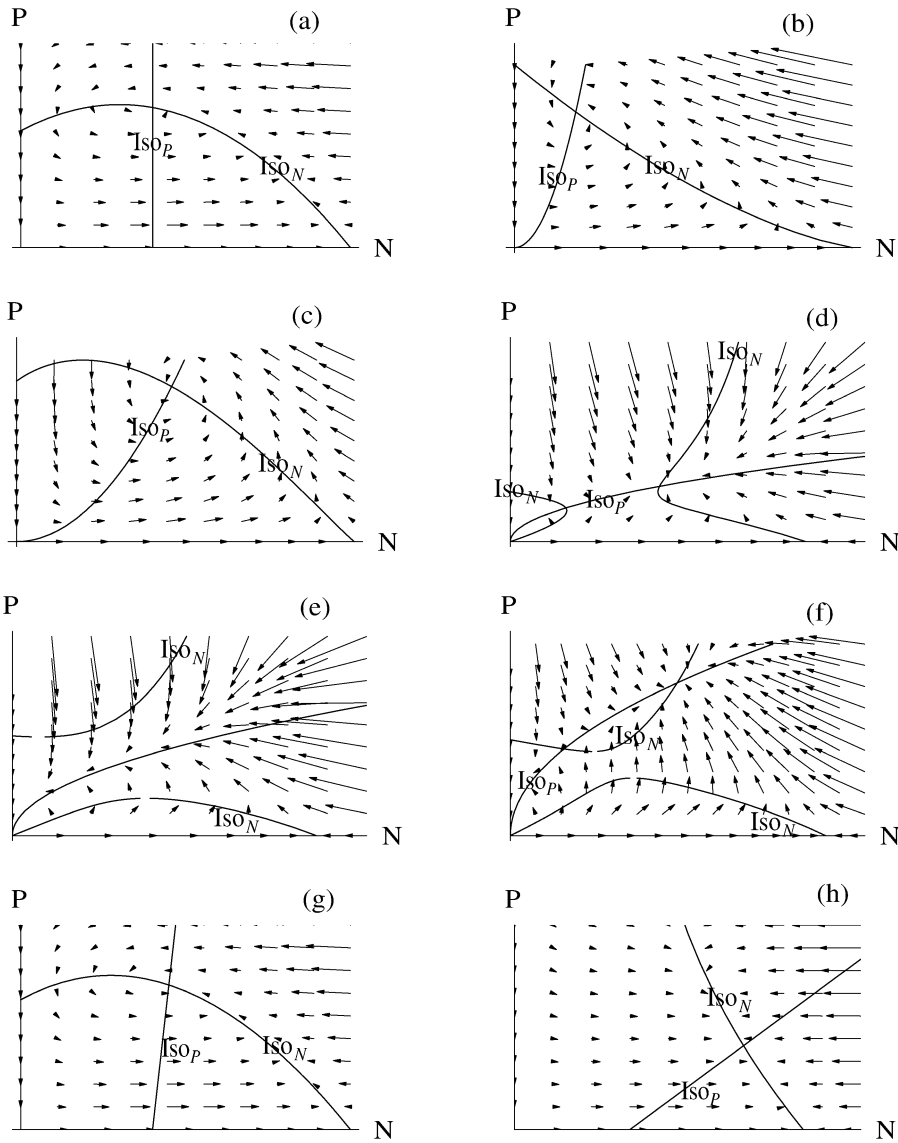 P (a)
Iso_P
Iso_N
N
P (b)
Iso_P Iso_N
N
P (c)
Iso_P
Iso_N
N
P (d)
Iso_N
Iso_N Iso_P
N
P (e)
Iso_N
Iso_N
N
P (f)
Iso_N
Iso_P
Iso_N
N
P (g)
Iso_P Iso_N
N
P (h)
Iso_N
Iso_P
N